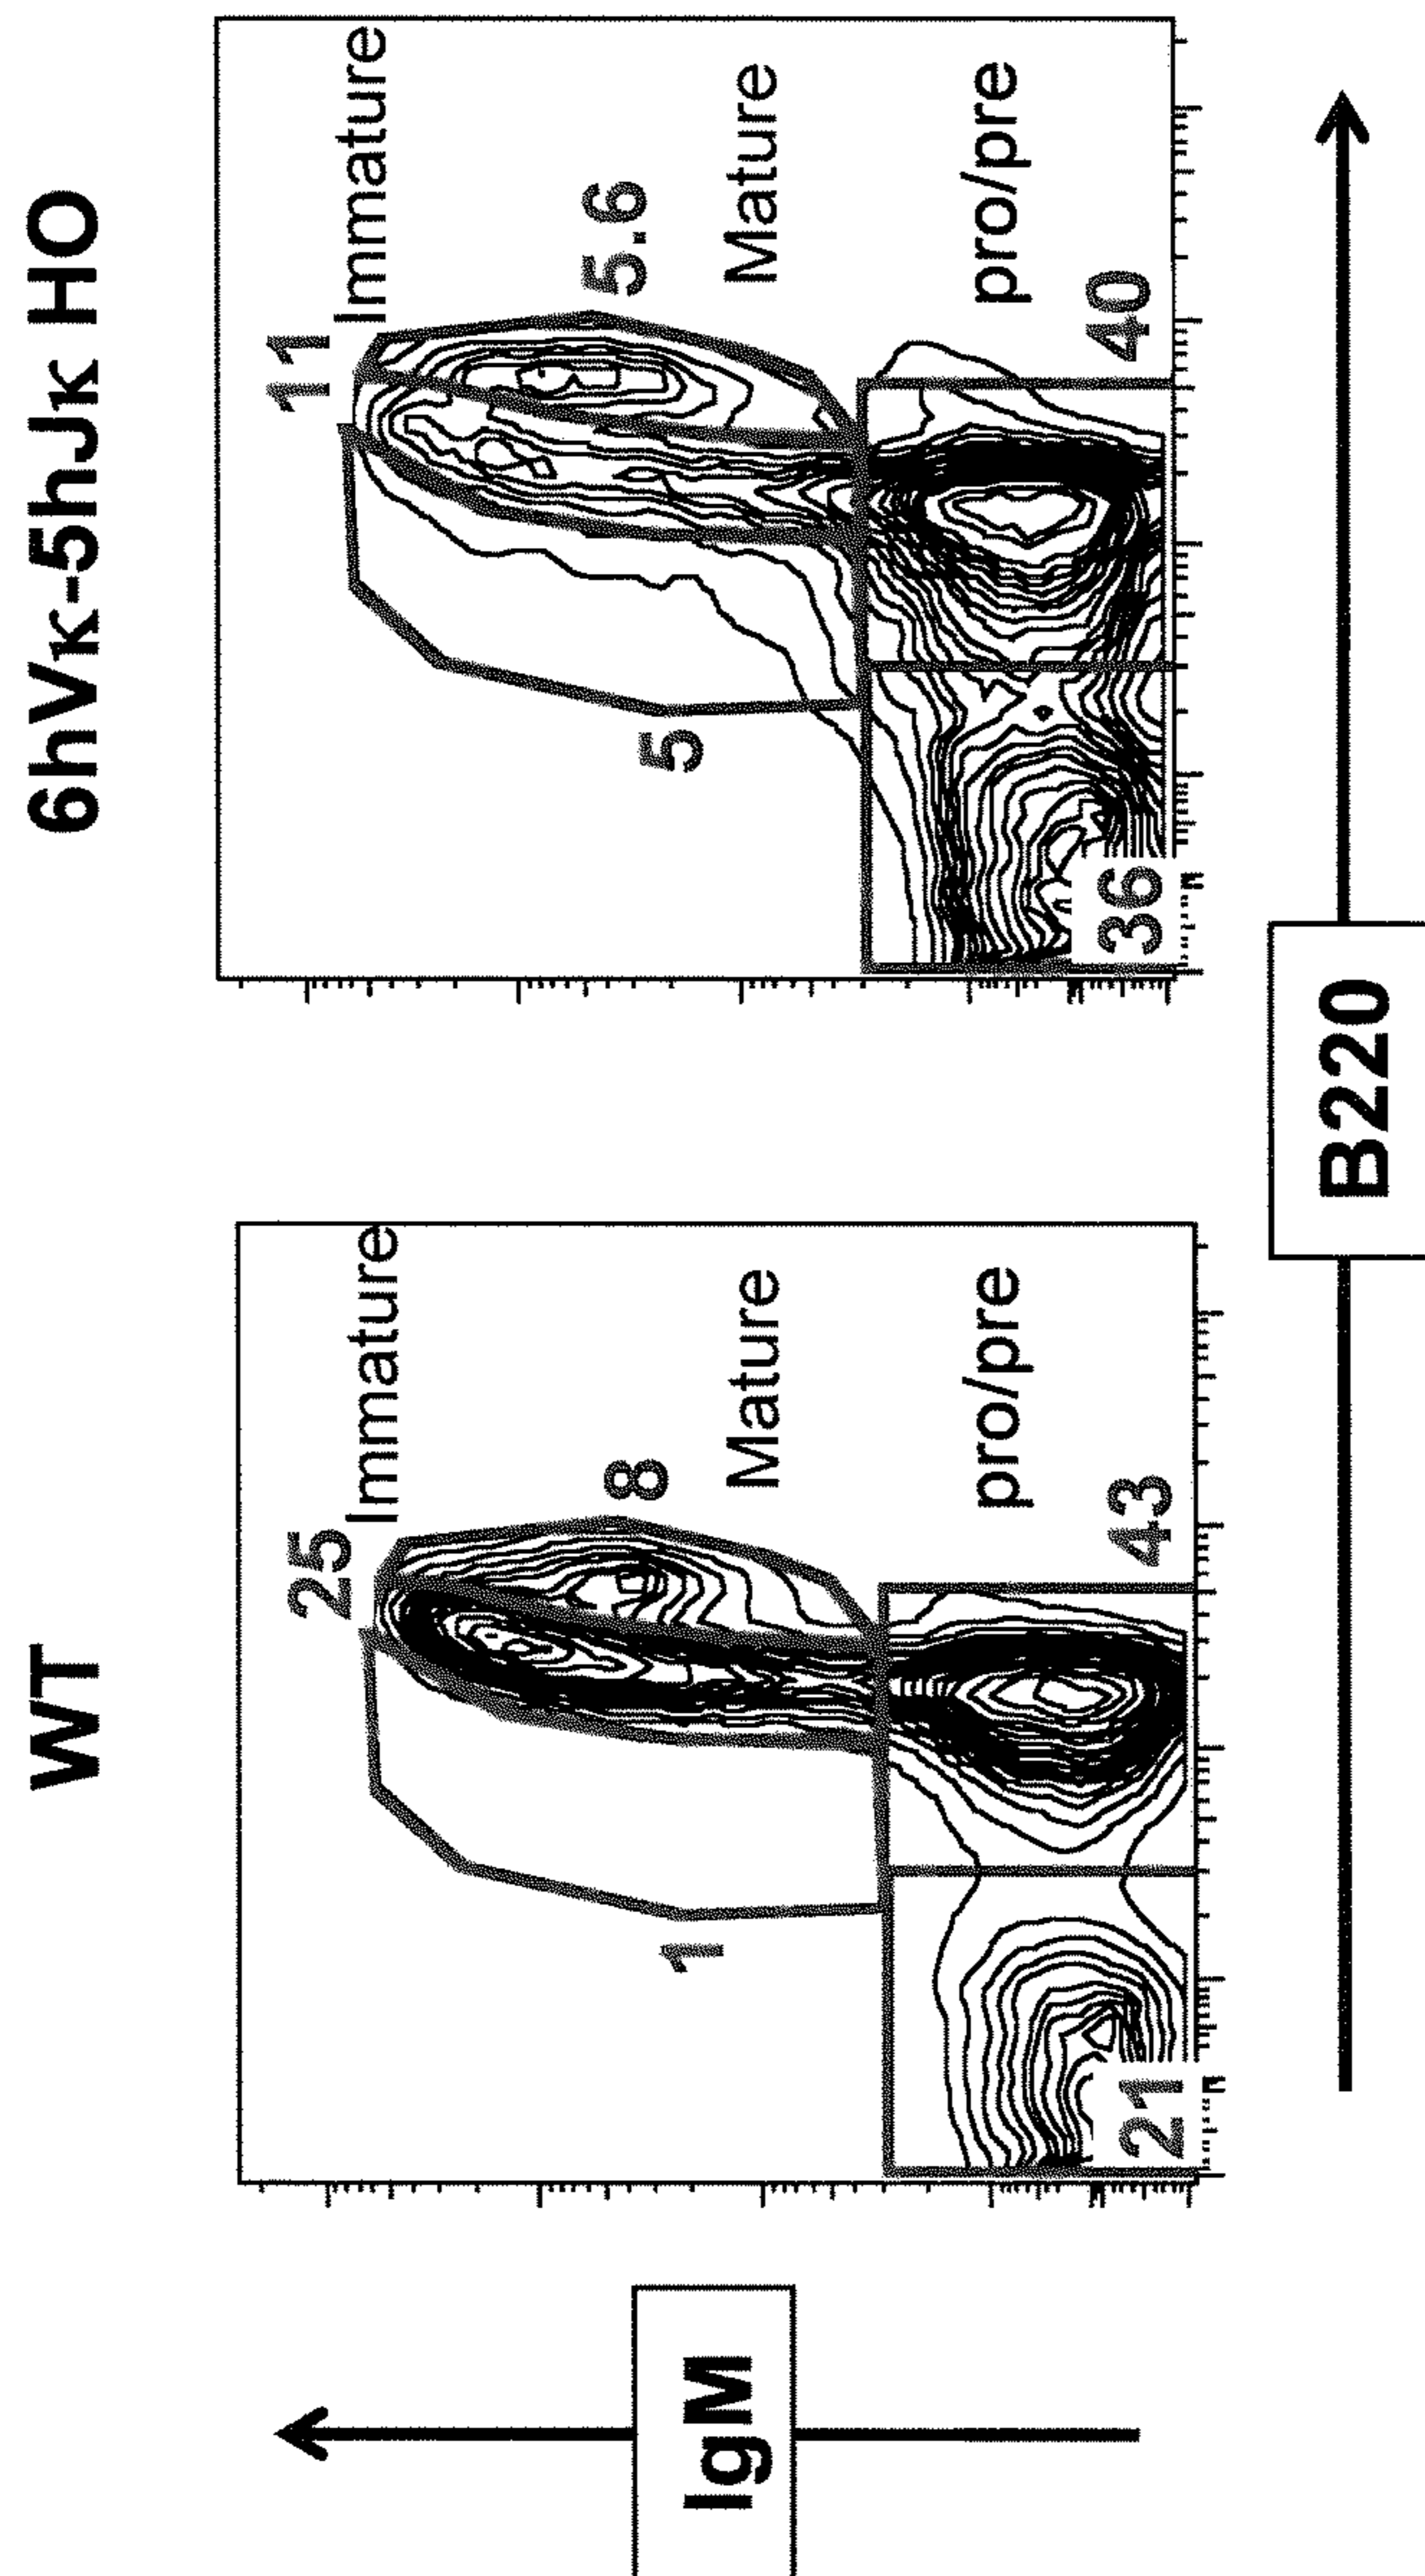 WT
25
Immature
8
Mature
pro/pre
1
43
21
6hVκ-5hJκ HO
11
Immature
5.6
Mature
pro/pre
5
40
36
IgM
B220